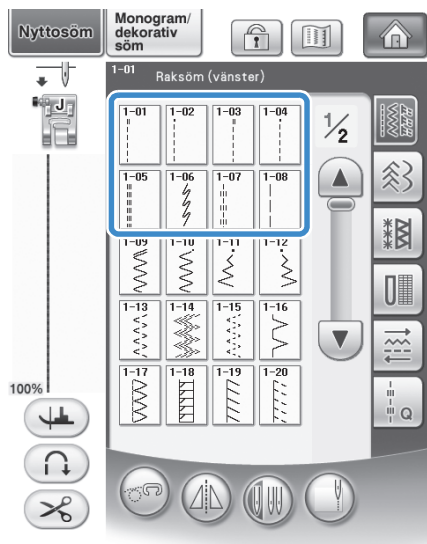 Nyttosöm
Monogram/
dekorativ
söm
1-01
Raksöm (vänster)
J
1-01 1-02 1-03 1-04
1/2
1-05 1-06 1-07 1-08
1-09 1-10 1-11 1-12
1-13 1-14 1-15 1-16
1-17 1-18 1-19 1-20
100%
Q